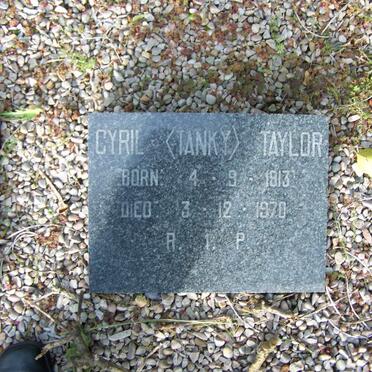 CYRIL <TANKY> TAYLOR
BORN 4 · 9 · 1913
DIED 3 · 12 · 1970
R. I. P.